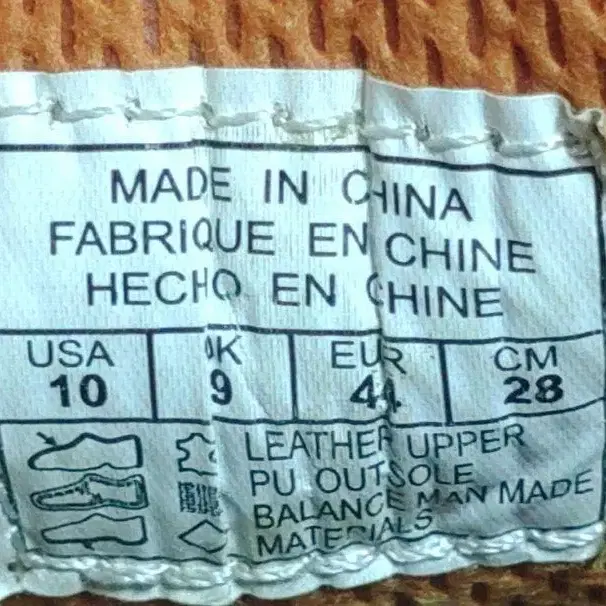 MADE IN CHINA
FABRIQUE EN CHINE
HECHO EN CHINE
USA UK EUR CM
10 9 44 28
LEATHER UPPER
PU OUTSOLE
BALANCE MAN MADE
MATERIALS